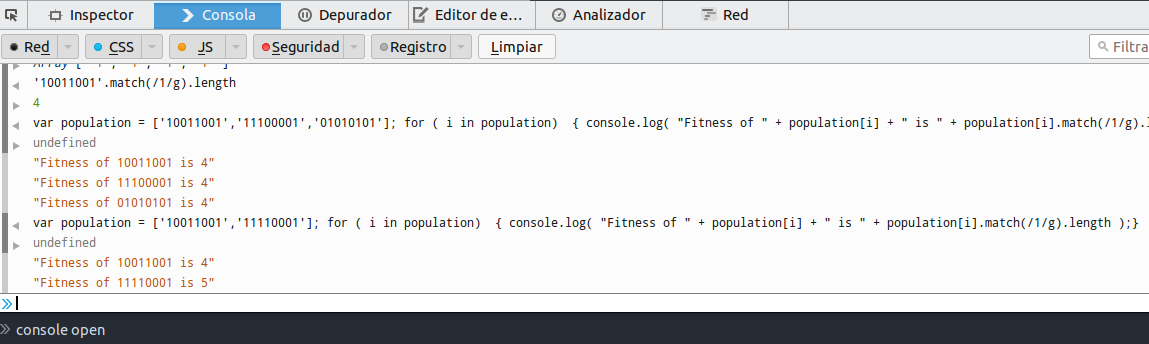 Inspector Consola Depurador Editor de e... Analizador Red
Red CSS JS Seguridad Registro Limpiar Filtra
'10011001'.match(/1/g).length
4
var population = ['10011001','11100001','01010101']; for ( i in population)  { console.log( "Fitness of " + population[i] + " is " + population[i].match(/1/g).l
undefined
"Fitness of 10011001 is 4"
"Fitness of 11100001 is 4"
"Fitness of 01010101 is 4"
var population = ['10011001','11110001']; for ( i in population)  { console.log( "Fitness of " + population[i] + " is " + population[i].match(/1/g).length );}
undefined
"Fitness of 10011001 is 4"
"Fitness of 11110001 is 5"
console open